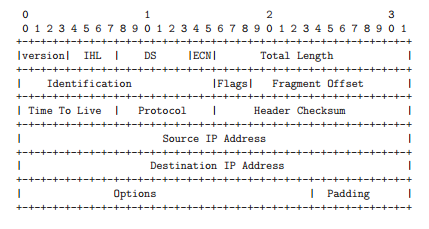 0                   1                   2                   3
0 1 2 3 4 5 6 7 8 9 0 1 2 3 4 5 6 7 8 9 0 1 2 3 4 5 6 7 8 9 0 1
+-+-+-+-+-+-+-+-+-+-+-+-+-+-+-+-+-+-+-+-+-+-+-+-+-+-+-+-+-+-+-+-+
|version|  IHL  |    DS     |ECN|       Total Length            |
+-+-+-+-+-+-+-+-+-+-+-+-+-+-+-+-+-+-+-+-+-+-+-+-+-+-+-+-+-+-+-+-+
|    Identification             |Flags|   Fragment Offset       |
+-+-+-+-+-+-+-+-+-+-+-+-+-+-+-+-+-+-+-+-+-+-+-+-+-+-+-+-+-+-+-+-+
| Time To Live  |   Protocol    |      Header Checksum          |
+-+-+-+-+-+-+-+-+-+-+-+-+-+-+-+-+-+-+-+-+-+-+-+-+-+-+-+-+-+-+-+-+
|                       Source IP Address                       |
+-+-+-+-+-+-+-+-+-+-+-+-+-+-+-+-+-+-+-+-+-+-+-+-+-+-+-+-+-+-+-+-+
|                     Destination IP Address                    |
+-+-+-+-+-+-+-+-+-+-+-+-+-+-+-+-+-+-+-+-+-+-+-+-+-+-+-+-+-+-+-+-+
|               Options                         |  Padding      |
+-+-+-+-+-+-+-+-+-+-+-+-+-+-+-+-+-+-+-+-+-+-+-+-+-+-+-+-+-+-+-+-+